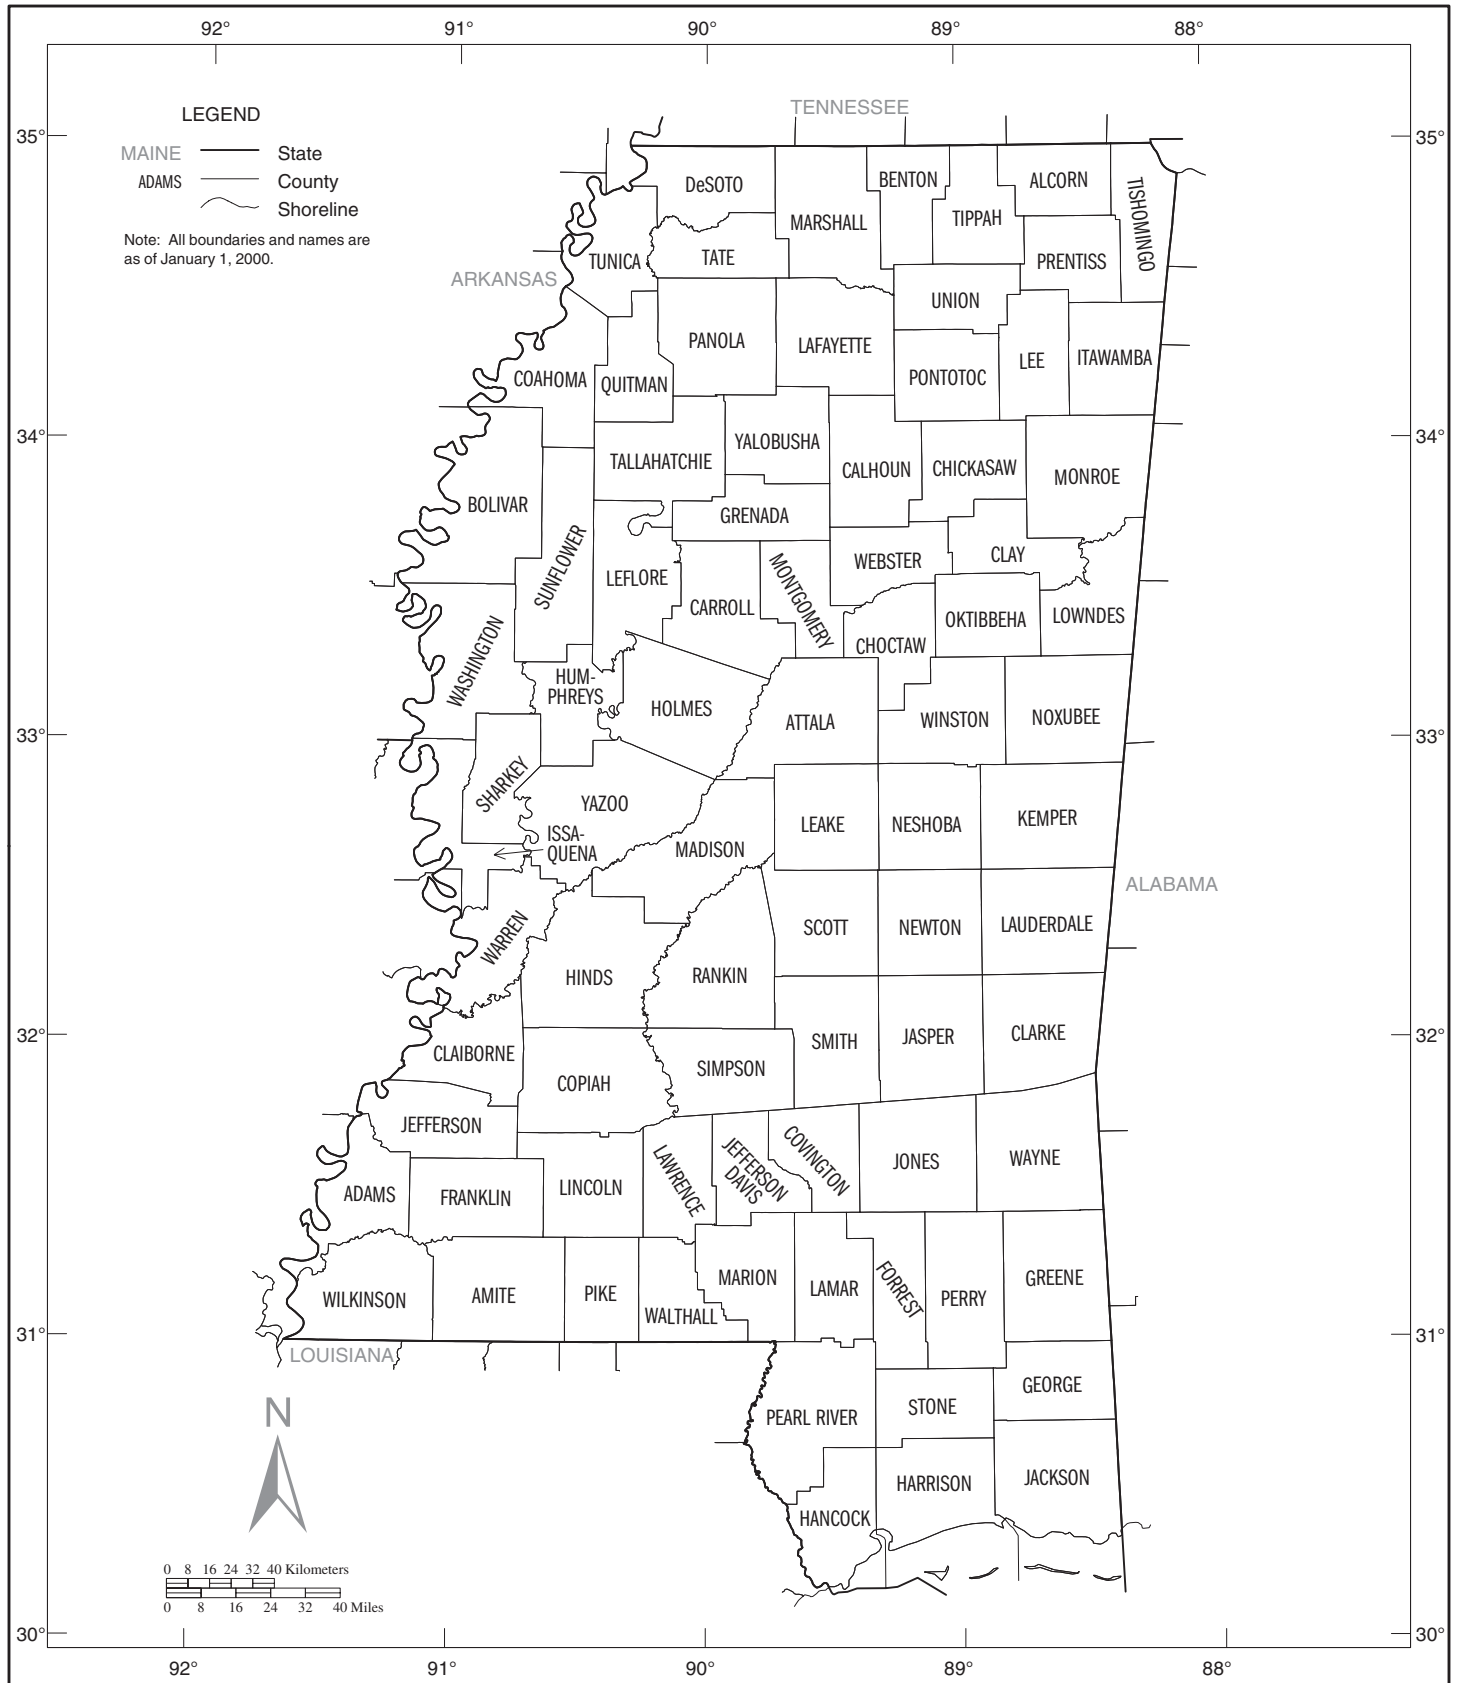 92° 91° 90° 89° 88°
TENNESSEE
LEGEND
35° 35°
MAINE State
ADAMS County
Shoreline
Note: All boundaries and names are
as of January 1, 2000.
DeSOTO
BENTON
ALCORN
TISHOMINGO
MARSHALL
TIPPAH
TUNICA
TATE
PRENTISS
ARKANSAS
UNION
PANOLA
LAFAYETTE
LEE
ITAWAMBA
COAHOMA
QUITMAN
PONTOTOC
34° 34°
YALOBUSHA
TALLAHATCHIE
CALHOUN
CHICKASAW
MONROE
BOLIVAR
GRENADA
SUNFLOWER
LEFLORE
WEBSTER
CLAY
CARROLL
MONTGOMERY
OKTIBBEHA
LOWNDES
CHOCTAW
WASHINGTON
HUM-
PHREYS
HOLMES
ATTALA
WINSTON
NOXUBEE
33° 33°
SHARKEY
YAZOO
LEAKE
NESHOBA
KEMPER
ISSA-
QUENA
MADISON
ALABAMA
WARREN
SCOTT
NEWTON
LAUDERDALE
HINDS
RANKIN
32° 32°
CLAIBORNE
SMITH
JASPER
CLARKE
COPIAH
SIMPSON
JEFFERSON
LAWRENCE
JEFFERSON
DAVIS
COVINGTON
JONES
WAYNE
ADAMS
FRANKLIN
LINCOLN
WILKINSON
AMITE
PIKE
WALTHALL
MARION
LAMAR
FORREST
PERRY
GREENE
31° 31°
LOUISIANA
N
PEARL RIVER
STONE
GEORGE
HARRISON
JACKSON
HANCOCK
0 8 16 24 32 40 Kilometers
0 8 16 24 32 40 Miles
30° 30°
92° 91° 90° 89° 88°